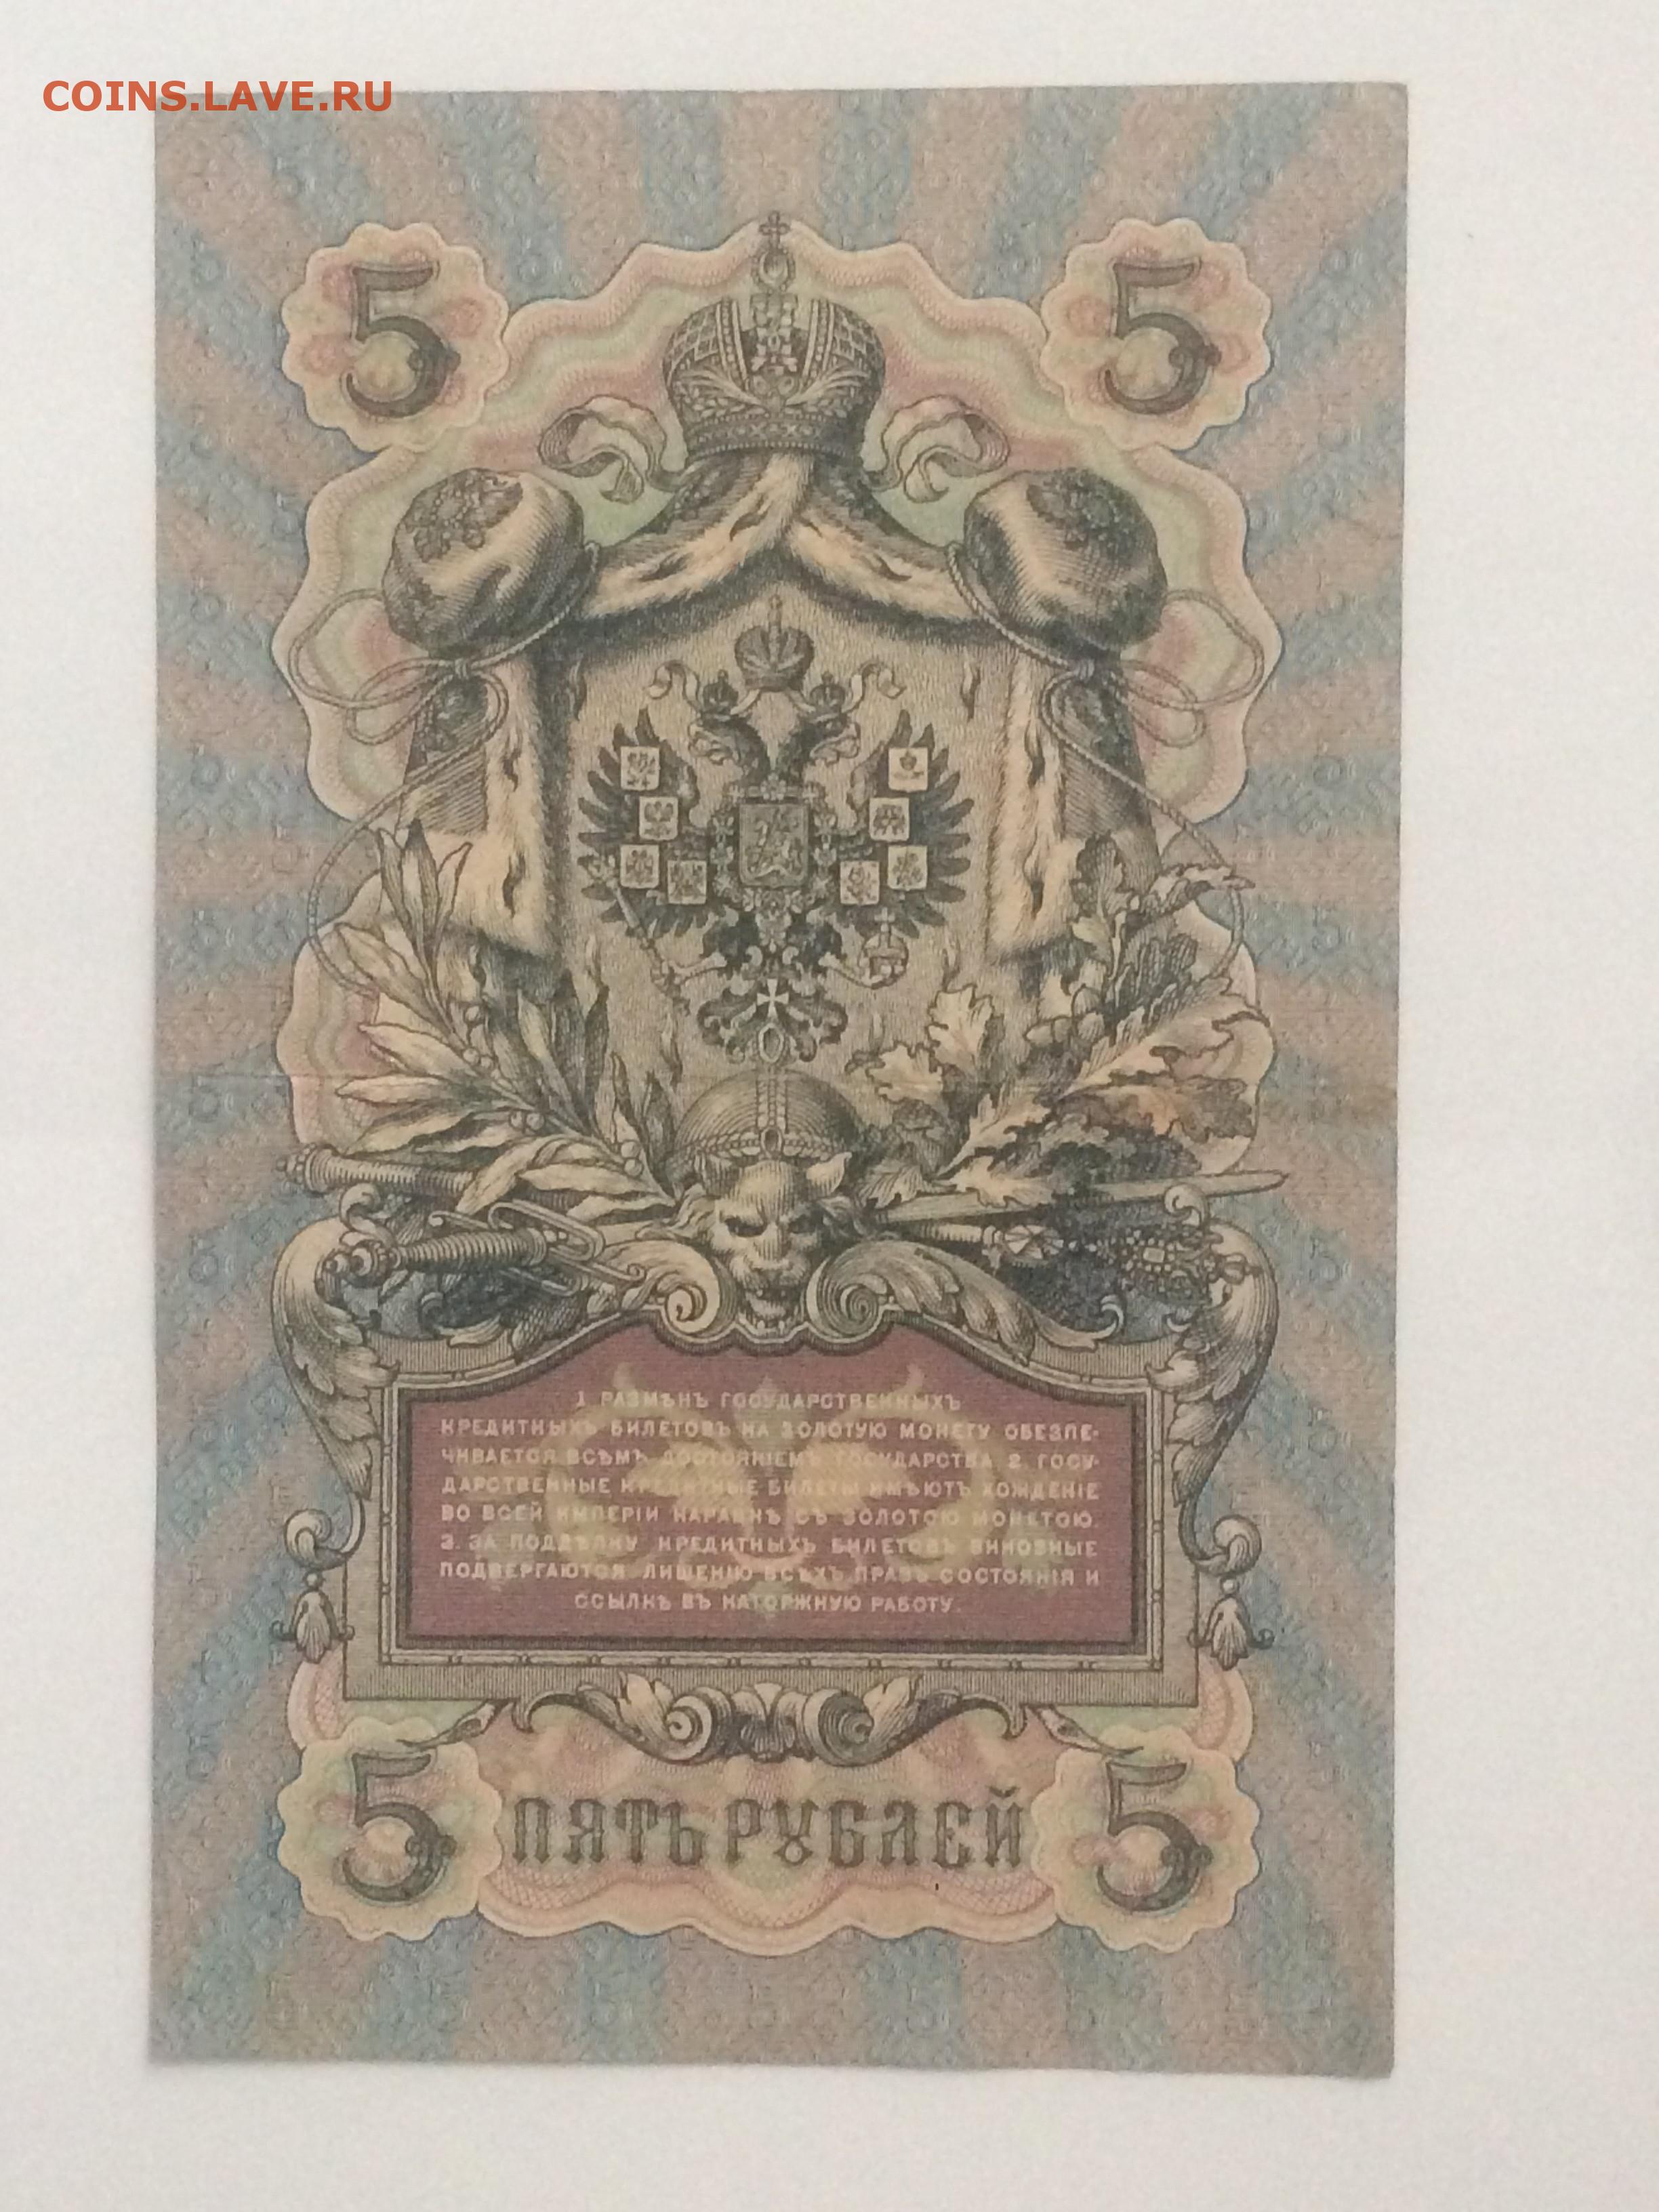 COINS.LAVE.RU
5 5
1. РАЗМѢНЪ ГОСУДАРСТВЕННЫХЪ
КРЕДИТНЫХЪ БИЛЕТОВЪ НА ЗОЛОТУЮ МОНЕТУ ОБЕЗПЕ-
ЧИВАЕТСЯ ВСѢМЪ ДОСТОЯНІЕМЪ ГОСУДАРСТВА. 2. ГОСУ-
ДАРСТВЕННЫЕ КРЕДИТНЫЕ БИЛЕТЫ ИМѢЮТЪ ХОЖДЕНІЕ
ВО ВСЕЙ ИМПЕРІИ НАРАВНѢ СЪ ЗОЛОТОЮ МОНЕТОЮ.
3. ЗА ПОДДѢЛКУ КРЕДИТНЫХЪ БИЛЕТОВЪ ВИНОВНЫЕ
ПОДВЕРГАЮТСЯ ЛИШЕНІЮ ВСѢХЪ ПРАВЪ СОСТОЯНІЯ И
ССЫЛКѢ ВЪ КАТОРЖНУЮ РАБОТУ.
5 ПЯТЬ РУБЛЕЙ 5